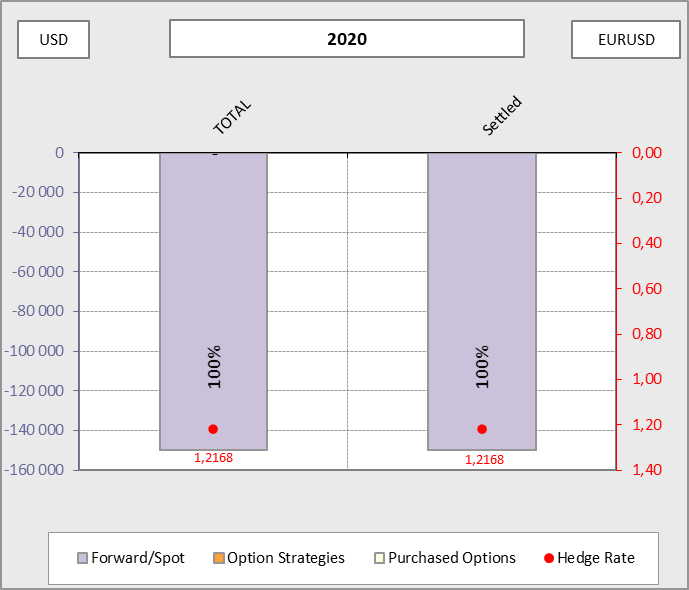 USD
2020
EURUSD
TOTAL
Settled
0
-20 000
-40 000
-60 000
-80 000
-100 000
-120 000
-140 000
-160 000
0,00
0,20
0,40
0,60
0,80
1,00
1,20
1,40
100%
100%
1,2168
1,2168
Forward/Spot
Option Strategies
Purchased Options
Hedge Rate